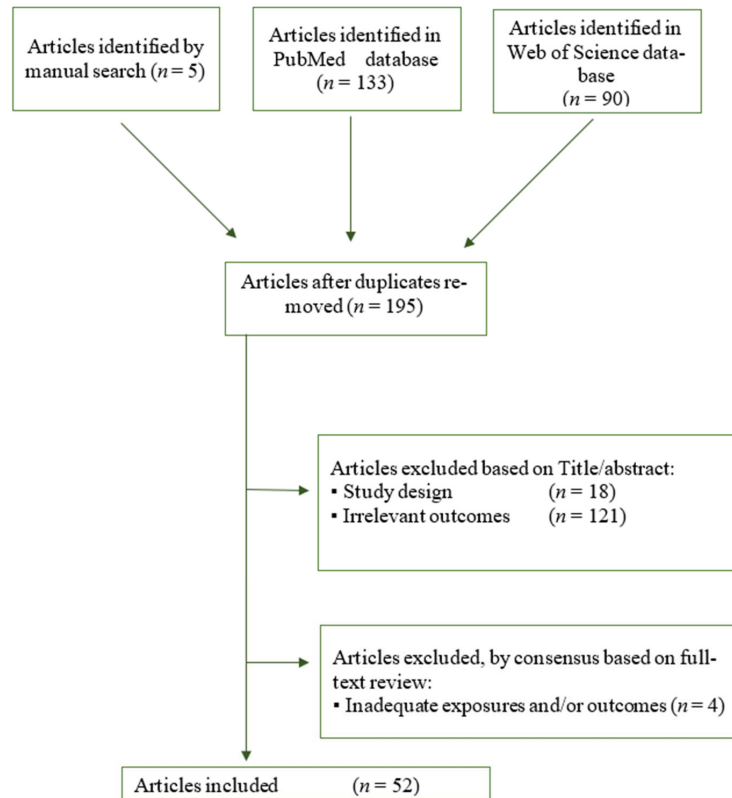 Articles identified by
manual search (n = 5)
Articles identified in
PubMed database
(n = 133)
Articles identified in
Web of Science data-
base
(n = 90)
Articles after duplicates re-
moved (n = 195)
Articles excluded based on Title/abstract:
▪ Study design (n = 18)
▪ Irrelevant outcomes (n = 121)
Articles excluded, by consensus based on full-
text review:
▪ Inadequate exposures and/or outcomes (n = 4)
Articles included (n = 52)